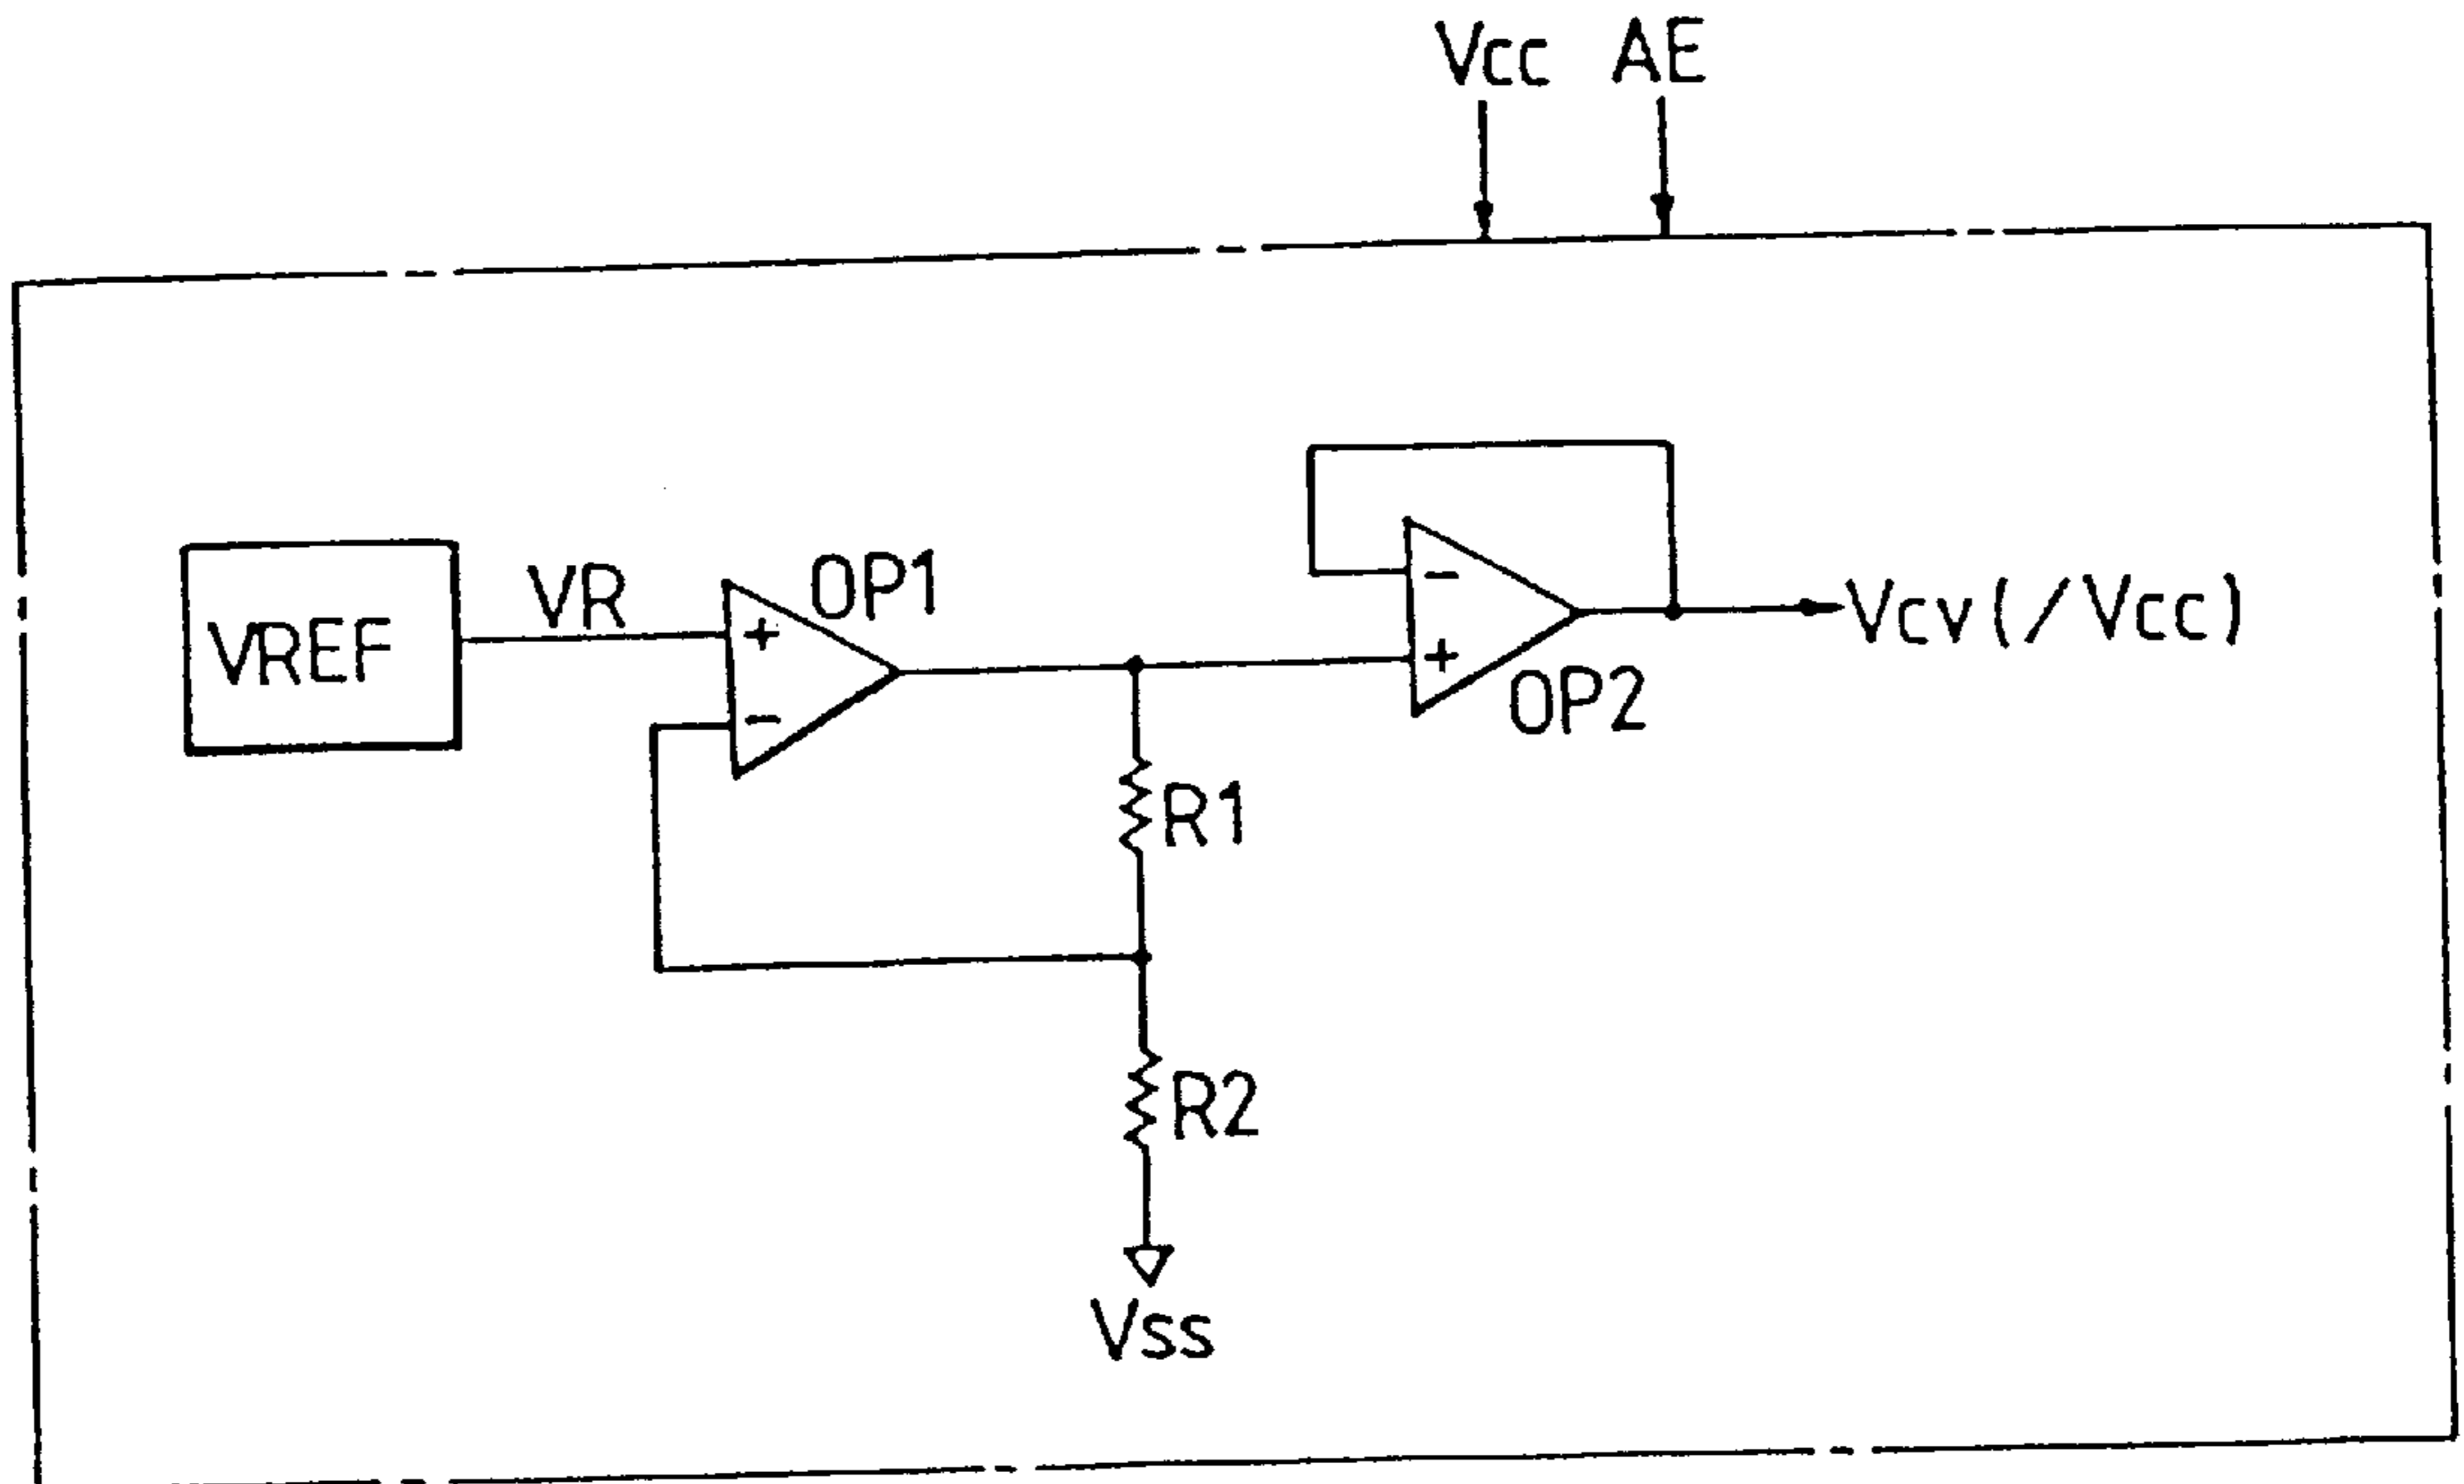 Vcc AE
VREF
VR
+
-
OP1
-
+
OP2
Vcv(/Vcc)
R1
R2
Vss